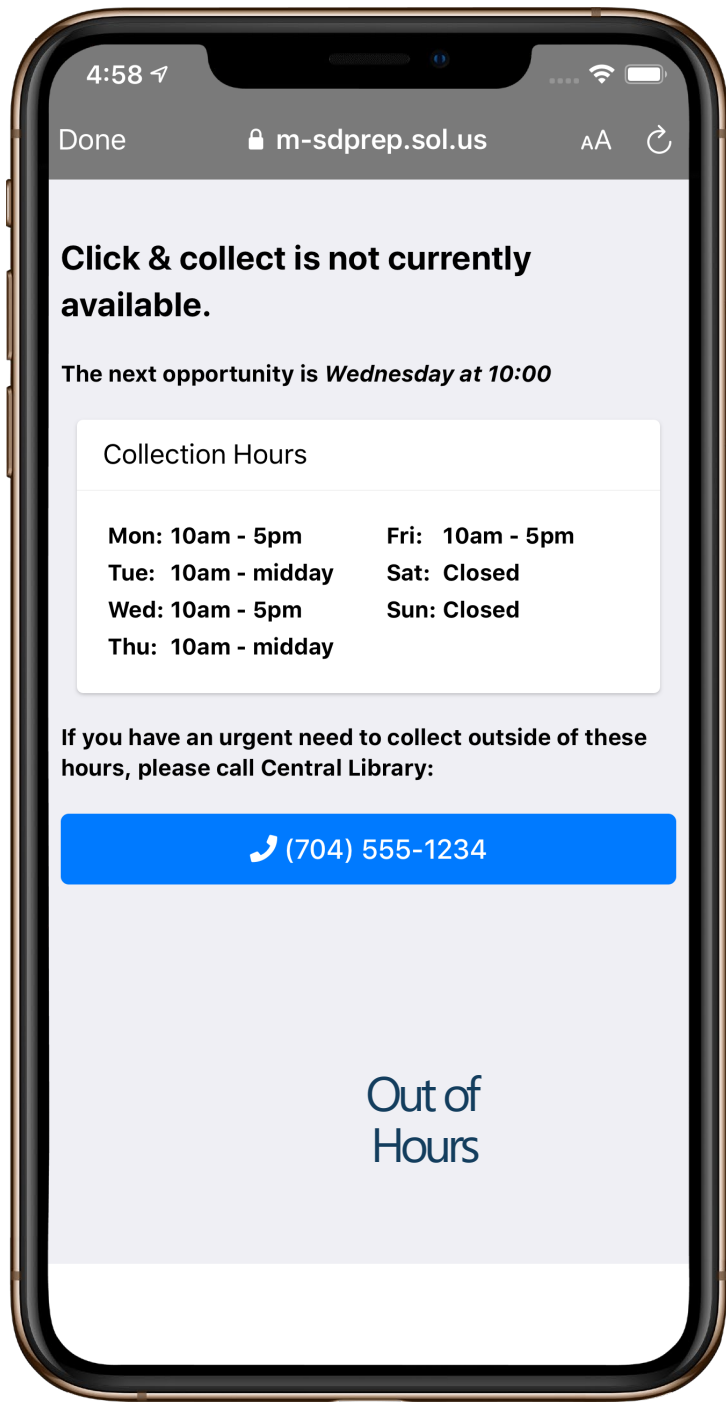 4:58
Done m-sdprep.sol.us AA
Click & collect is not currently
available.
The next opportunity is Wednesday at 10:00
Collection Hours
Mon: 10am - 5pm Fri: 10am - 5pm
Tue: 10am - midday Sat: Closed
Wed: 10am - 5pm Sun: Closed
Thu: 10am - midday
If you have an urgent need to collect outside of these
hours, please call Central Library:
(704) 555-1234
Out of
Hours